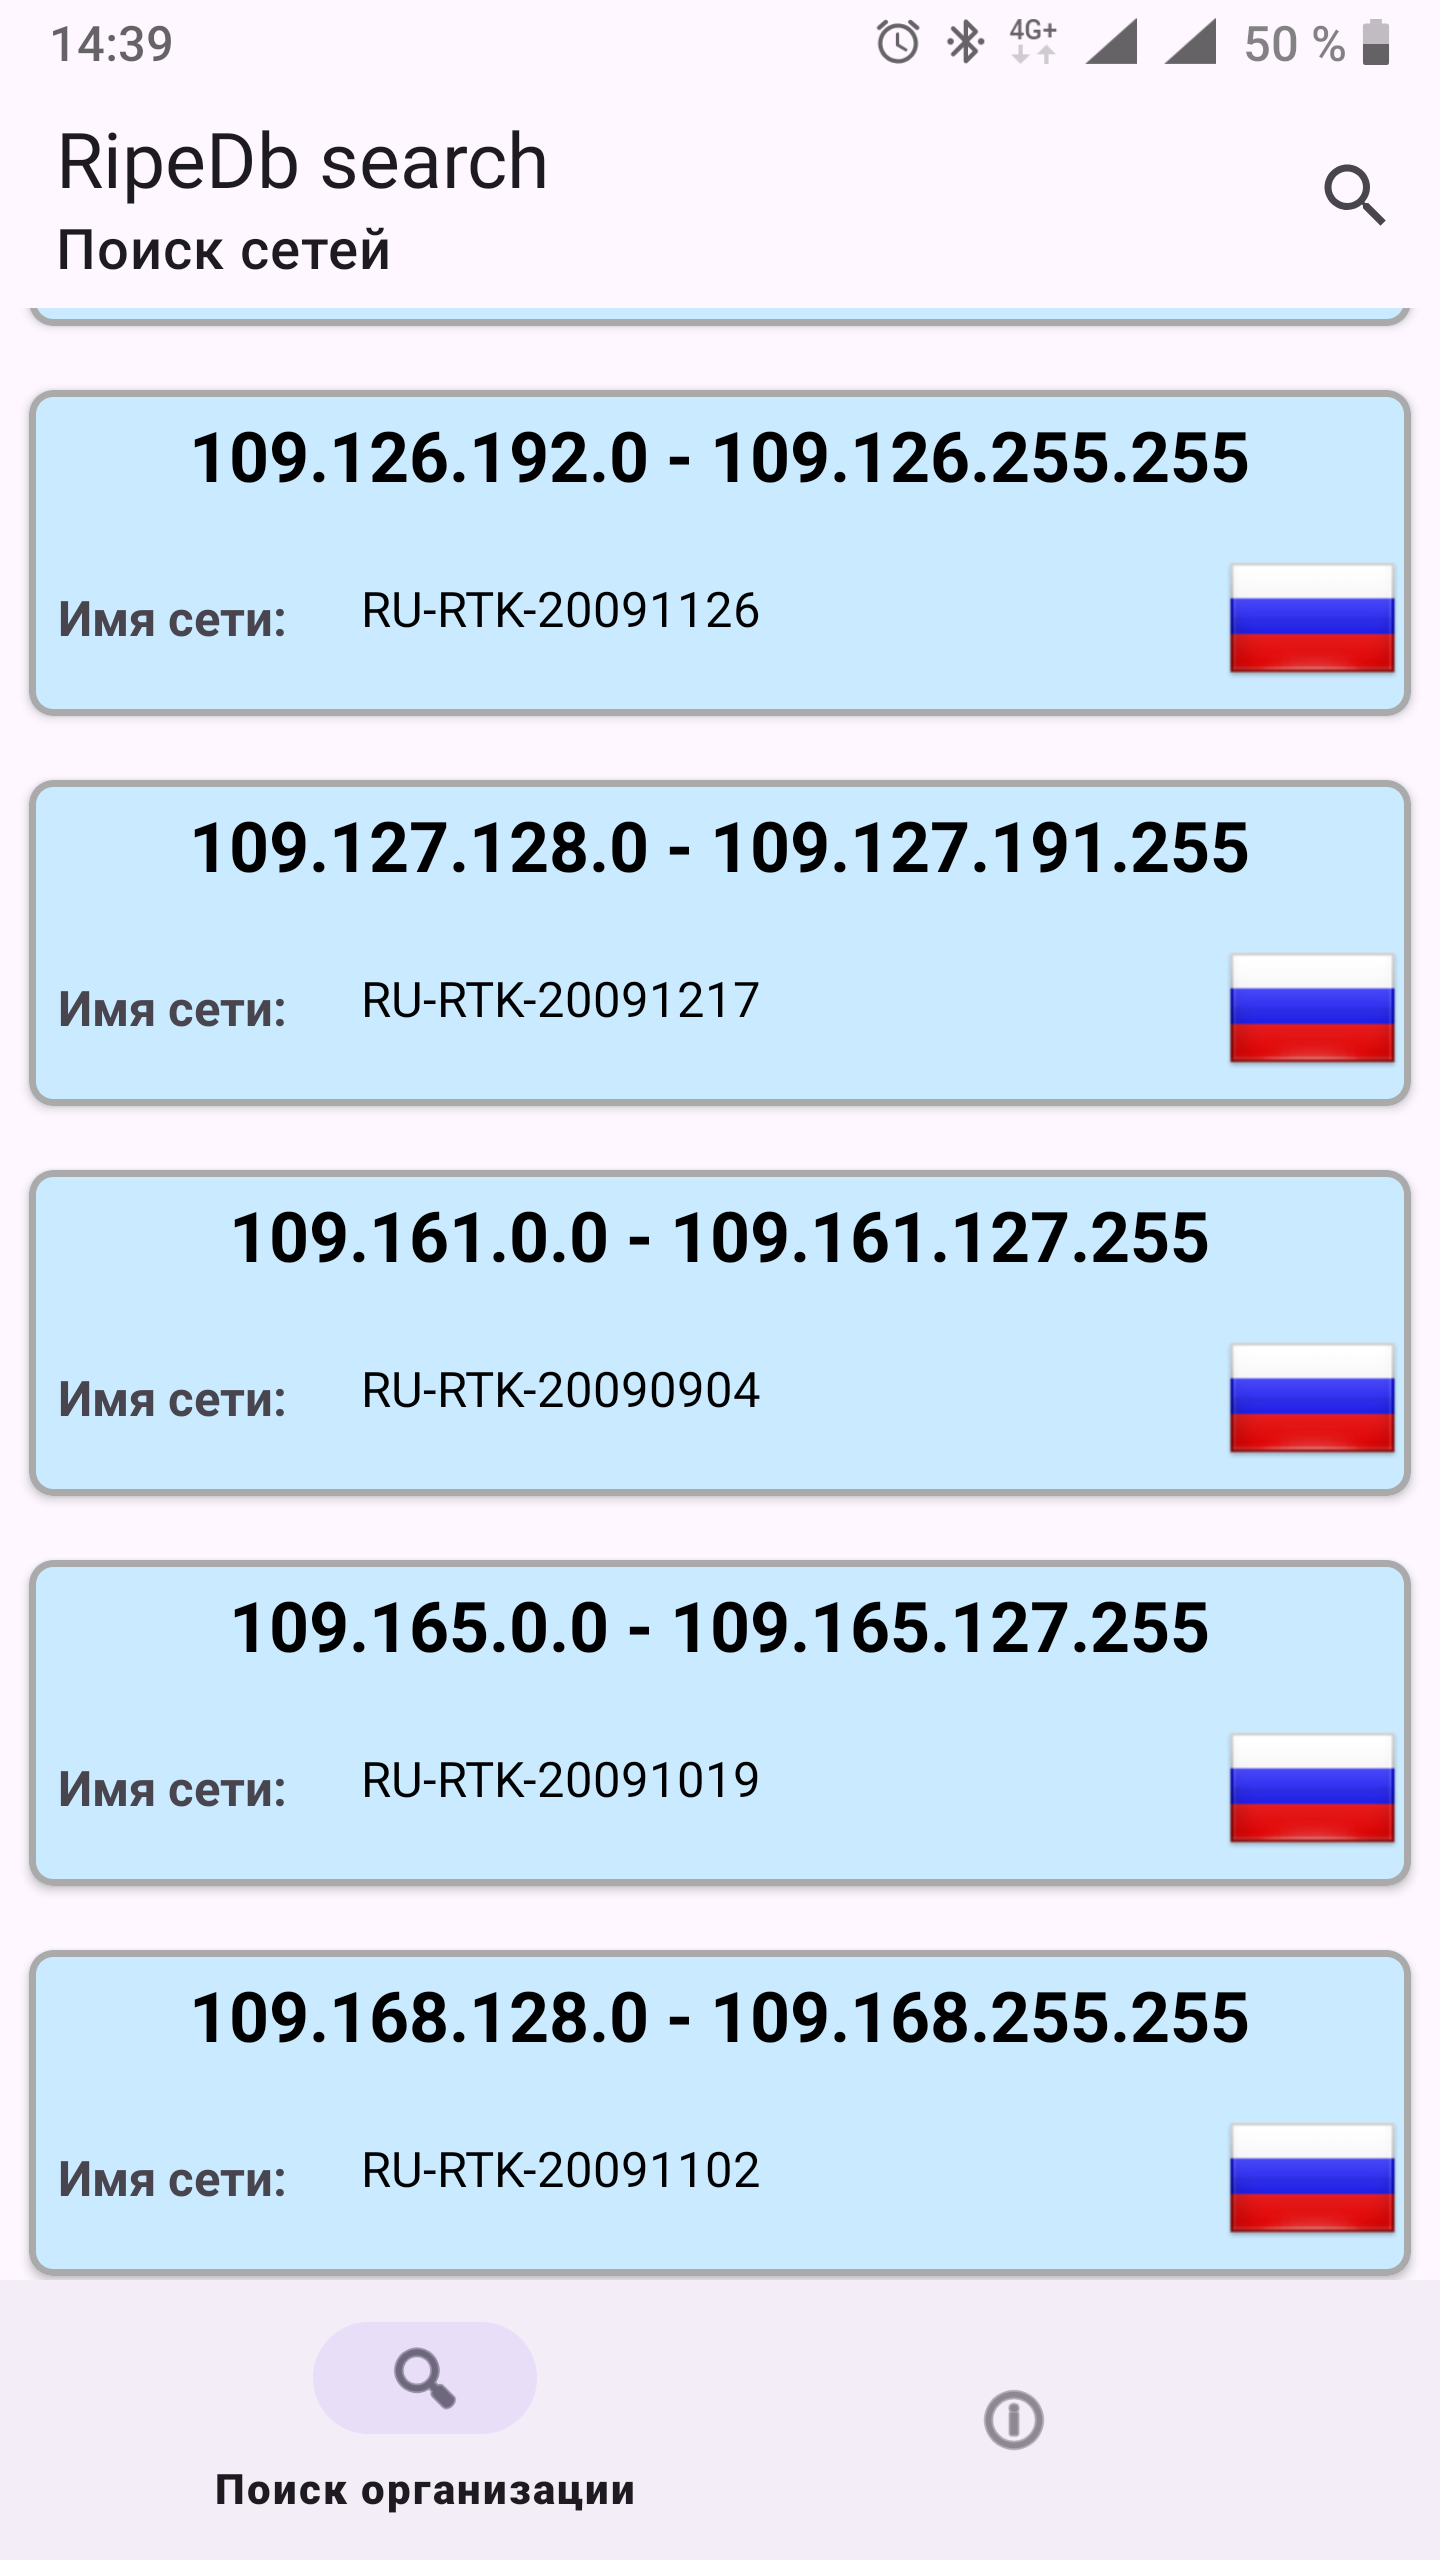 14:39
4G+
50 %
RipeDb search
Поиск сетей
109.126.192.0 - 109.126.255.255
Имя сети: RU-RTK-20091126
109.127.128.0 - 109.127.191.255
Имя сети: RU-RTK-20091217
109.161.0.0 - 109.161.127.255
Имя сети: RU-RTK-20090904
109.165.0.0 - 109.165.127.255
Имя сети: RU-RTK-20091019
109.168.128.0 - 109.168.255.255
Имя сети: RU-RTK-20091102
Поиск организации